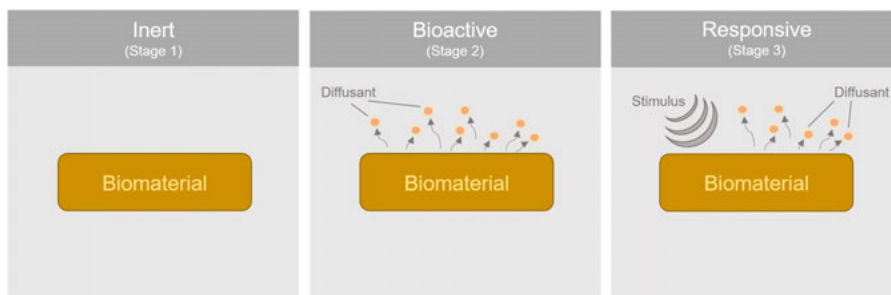 Inert
(Stage 1)
Biomaterial
Bioactive
(Stage 2)
Diffusant
Biomaterial
Responsive
(Stage 3)
Stimulus
Diffusant
Biomaterial